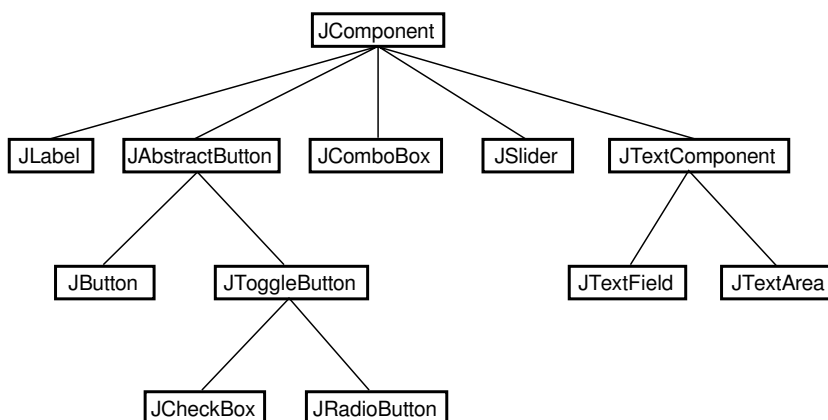 JComponent
JLabel
JAbstractButton
JComboBox
JSlider
JTextComponent
JButton
JToggleButton
JTextField
JTextArea
JCheckBox
JRadioButton